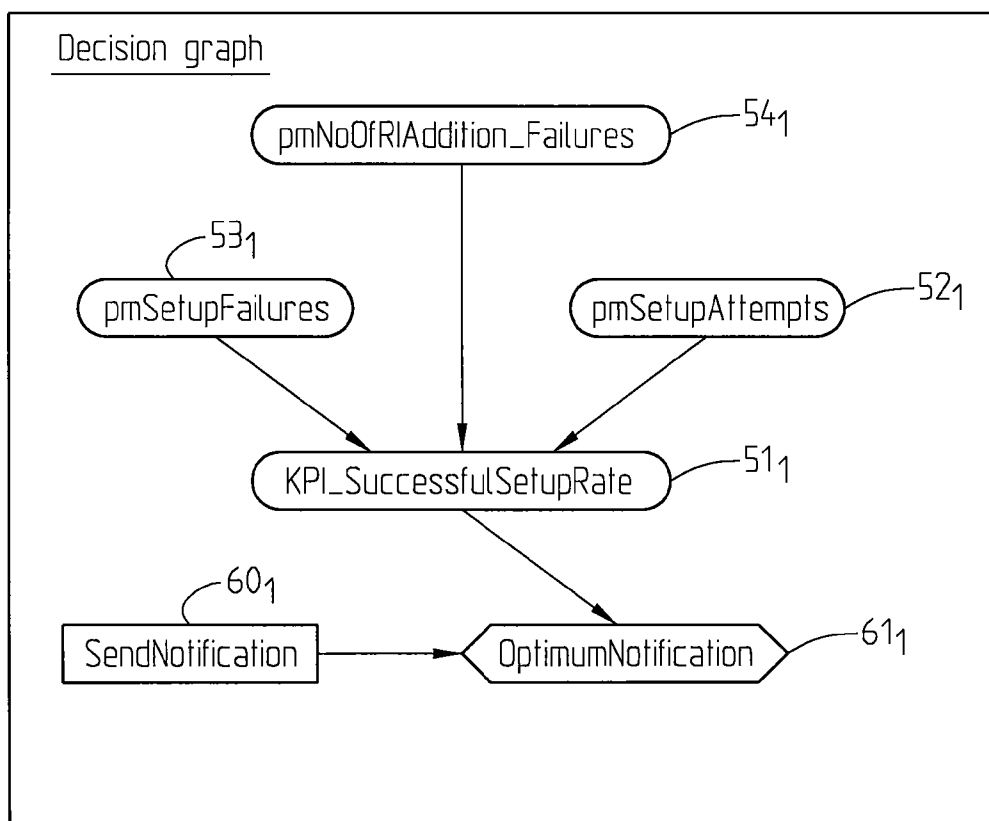 Decision graph
54₁
pmNoOfRIAddition_Failures
53₁
pmSetupFailures
pmSetupAttempts
52₁
KPI_SuccessfulSetupRate
51₁
60₁
SendNotification
OptimumNotification
61₁